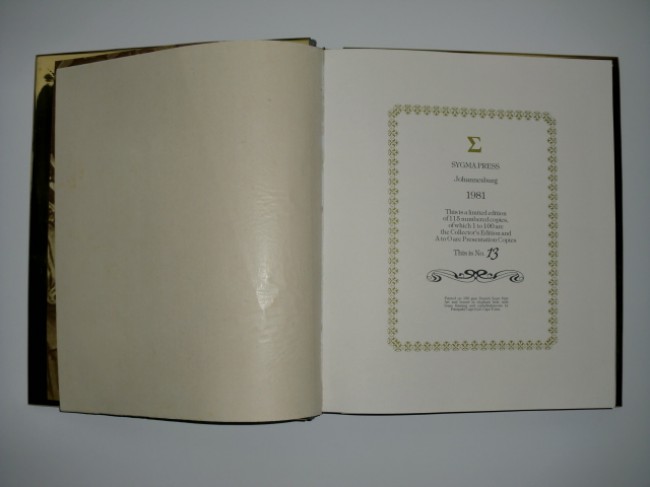 Σ
SYGMA PRESS
Johannesburg
1981
This is a limited edition
of 115 numbered copies,
of which 1 to 100 are
the Collector's Edition and
A to O are Presentation Copies
This is No. 13